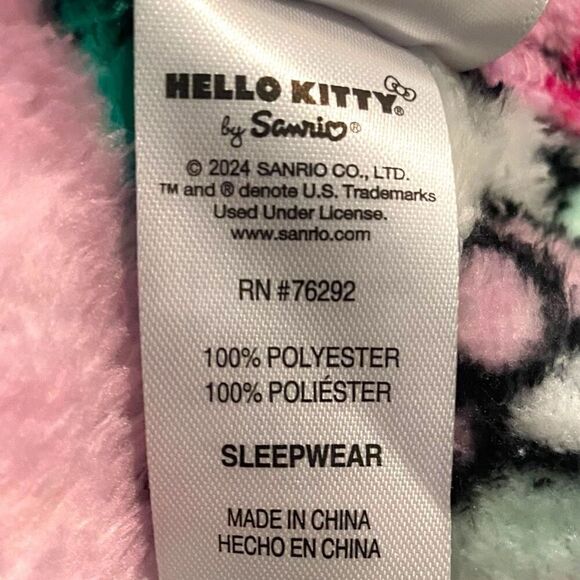 HELLO KITTY®
by Sanrio®
© 2024 SANRIO CO., LTD.
TM and ® denote U.S. Trademarks
Used Under License.
www.sanrio.com
RN #76292
100% POLYESTER
100% POLIÉSTER
SLEEPWEAR
MADE IN CHINA
HECHO EN CHINA